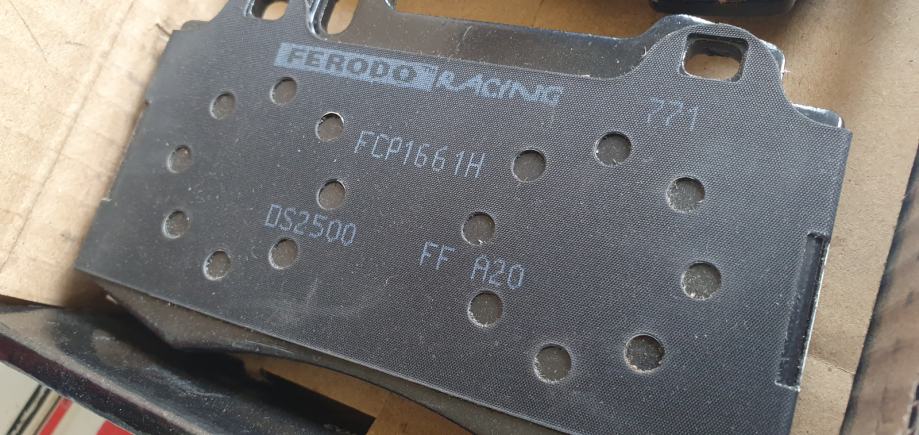 FERODO™ RACING
771
FCP1661H
DS2500
FF A20